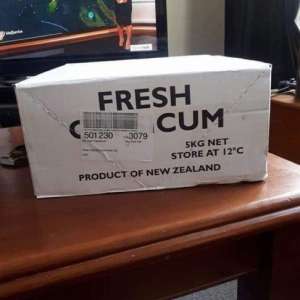 FRESH
C CUM
501230 3079
5KG NET
STORE AT 12°C
PRODUCT OF NEW ZEALAND